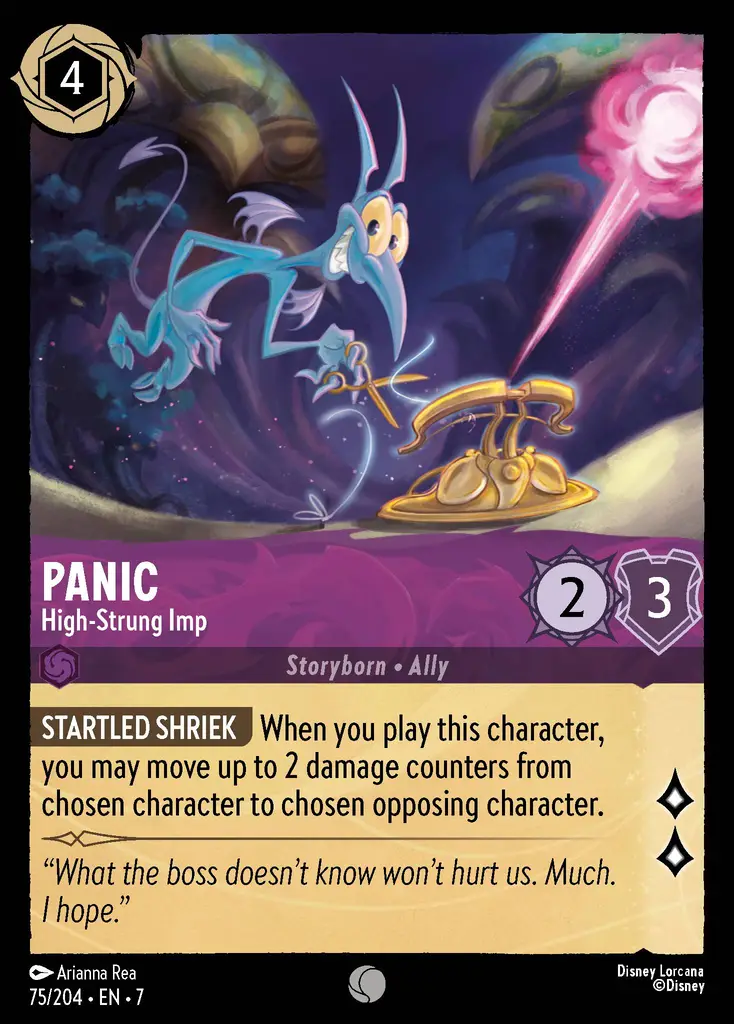 4
PANIC
High-Strung Imp
2
3
Storyborn • Ally
STARTLED SHRIEK When you play this character,
you may move up to 2 damage counters from
chosen character to chosen opposing character.
“What the boss doesn’t know won’t hurt us. Much.
I hope.”
Arianna Rea
75/204 • EN • 7
Disney Lorcana
©Disney